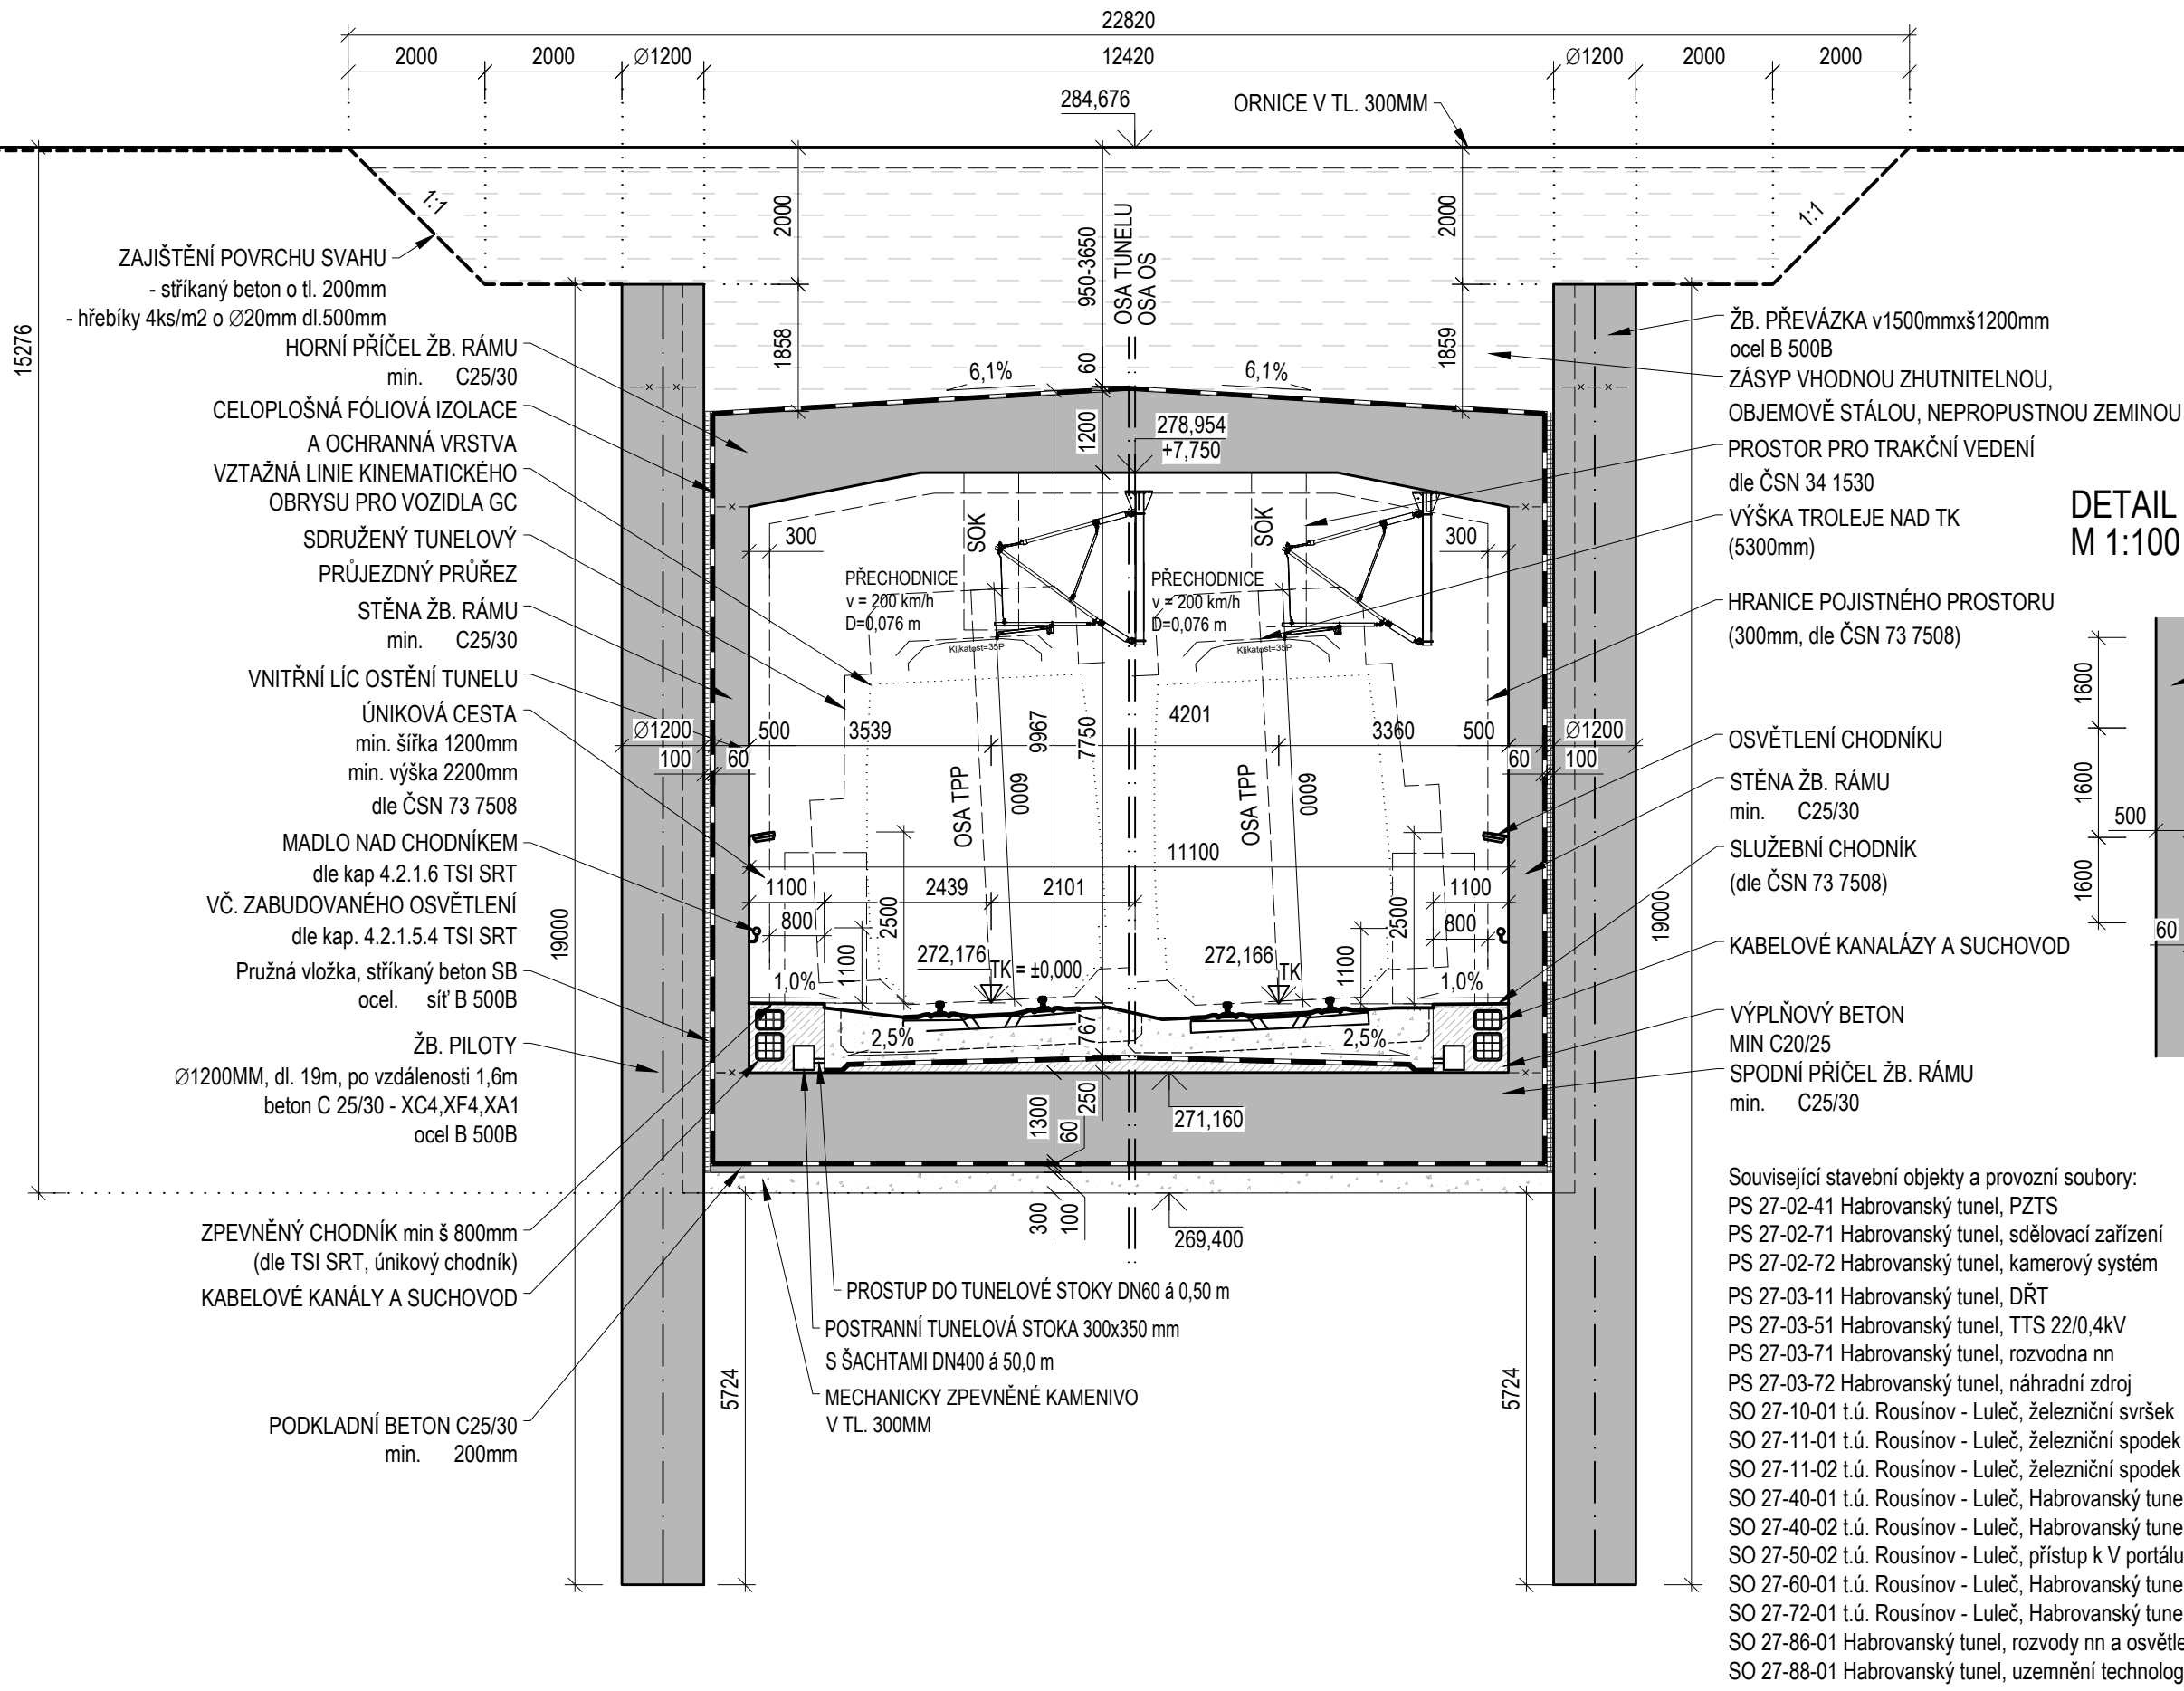 22820
2000
2000
Ø1200
12420
Ø1200
2000
2000
284,676
ORNICE V TL. 300MM
1:1
1:1
2000
2000
950-3650
OSA TUNELU
OSA OS
15276
1858
1859
60
6,1%
6,1%
1200
278,954
+7,750
ZAJIŠTĚNÍ POVRCHU SVAHU
- stříkaný beton o tl. 200mm
- hřebíky 4ks/m2 o Ø20mm dl.500mm
HORNÍ PŘÍČEL ŽB. RÁMU
min. C25/30
CELOPLOŠNÁ FÓLIOVÁ IZOLACE
A OCHRANNÁ VRSTVA
VZTAŽNÁ LINIE KINEMATICKÉHO
OBRYSU PRO VOZIDLA GC
SDRUŽENÝ TUNELOVÝ
PRŮJEZDNÝ PRŮŘEZ
STĚNA ŽB. RÁMU
min. C25/30
VNITŘNÍ LÍC OSTĚNÍ TUNELU
ÚNIKOVÁ CESTA
min. šířka 1200mm
min. výška 2200mm
dle ČSN 73 7508
MADLO NAD CHODNÍKEM
dle kap 4.2.1.6 TSI SRT
VČ. ZABUDOVANÉHO OSVĚTLENÍ
dle kap. 4.2.1.5.4 TSI SRT
Pružná vložka, stříkaný beton SB
ocel. síť B 500B
ŽB. PILOTY
Ø1200MM, dl. 19m, po vzdálenosti 1,6m
beton C 25/30 - XC4,XF4,XA1
ocel B 500B
ZPEVNĚNÝ CHODNÍK min š 800mm
(dle TSI SRT, únikový chodník)
KABELOVÉ KANÁLY A SUCHOVOD
PODKLADNÍ BETON C25/30
min. 200mm
300
300
SOK
SOK
PŘECHODNICE
v = 200 km/h
D=0,076 m
PŘECHODNICE
v = 200 km/h
D=0,076 m
Klikatost=35P
Klikatost=35P
Ø1200
500
3539
9967
7750
4201
3360
500
Ø1200
100
60
60
100
OSA TPP
6000
OSA TPP
6000
11100
1100
2439
2101
1100
800
2500
2500
800
1100
1100
19000
19000
272,176
TK = ±0,000
272,166
TK
1,0%
1,0%
2,5%
767
2,5%
1300
60
250
271,160
300
100
269,400
5724
5724
PROSTUP DO TUNELOVÉ STOKY DN60 á 0,50 m
POSTRANNÍ TUNELOVÁ STOKA 300x350 mm
S ŠACHTAMI DN400 á 50,0 m
MECHANICKY ZPEVNĚNÉ KAMENIVO
V TL. 300MM
ŽB. PŘEVÁZKA v1500mmxš1200mm
ocel B 500B
ZÁSYP VHODNOU ZHUTNITELNOU,
OBJEMOVĚ STÁLOU, NEPROPUSTNOU ZEMINOU
PROSTOR PRO TRAKČNÍ VEDENÍ
dle ČSN 34 1530
VÝŠKA TROLEJE NAD TK
(5300mm)
HRANICE POJISTNÉHO PROSTORU
(300mm, dle ČSN 73 7508)
OSVĚTLENÍ CHODNÍKU
STĚNA ŽB. RÁMU
min. C25/30
SLUŽEBNÍ CHODNÍK
(dle ČSN 73 7508)
KABELOVÉ KANALÁZY A SUCHOVOD
VÝPLŇOVÝ BETON
MIN C20/25
SPODNÍ PŘÍČEL ŽB. RÁMU
min. C25/30
DETAIL
M 1:100
1600
1600
500
1600
60
Související stavební objekty a provozní soubory:
PS 27-02-41 Habrovanský tunel, PZTS
PS 27-02-71 Habrovanský tunel, sdělovací zařízení
PS 27-02-72 Habrovanský tunel, kamerový systém
PS 27-03-11 Habrovanský tunel, DŘT
PS 27-03-51 Habrovanský tunel, TTS 22/0,4kV
PS 27-03-71 Habrovanský tunel, rozvodna nn
PS 27-03-72 Habrovanský tunel, náhradní zdroj
SO 27-10-01 t.ú. Rousínov - Luleč, železniční svršek
SO 27-11-01 t.ú. Rousínov - Luleč, železniční spodek
SO 27-11-02 t.ú. Rousínov - Luleč, železniční spodek
SO 27-40-01 t.ú. Rousínov - Luleč, Habrovanský tune
SO 27-40-02 t.ú. Rousínov - Luleč, Habrovanský tune
SO 27-50-02 t.ú. Rousínov - Luleč, přístup k V portálu
SO 27-60-01 t.ú. Rousínov - Luleč, Habrovanský tune
SO 27-72-01 t.ú. Rousínov - Luleč, Habrovanský tune
SO 27-86-01 Habrovanský tunel, rozvody nn a osvětle
SO 27-88-01 Habrovanský tunel, uzemnění technolog